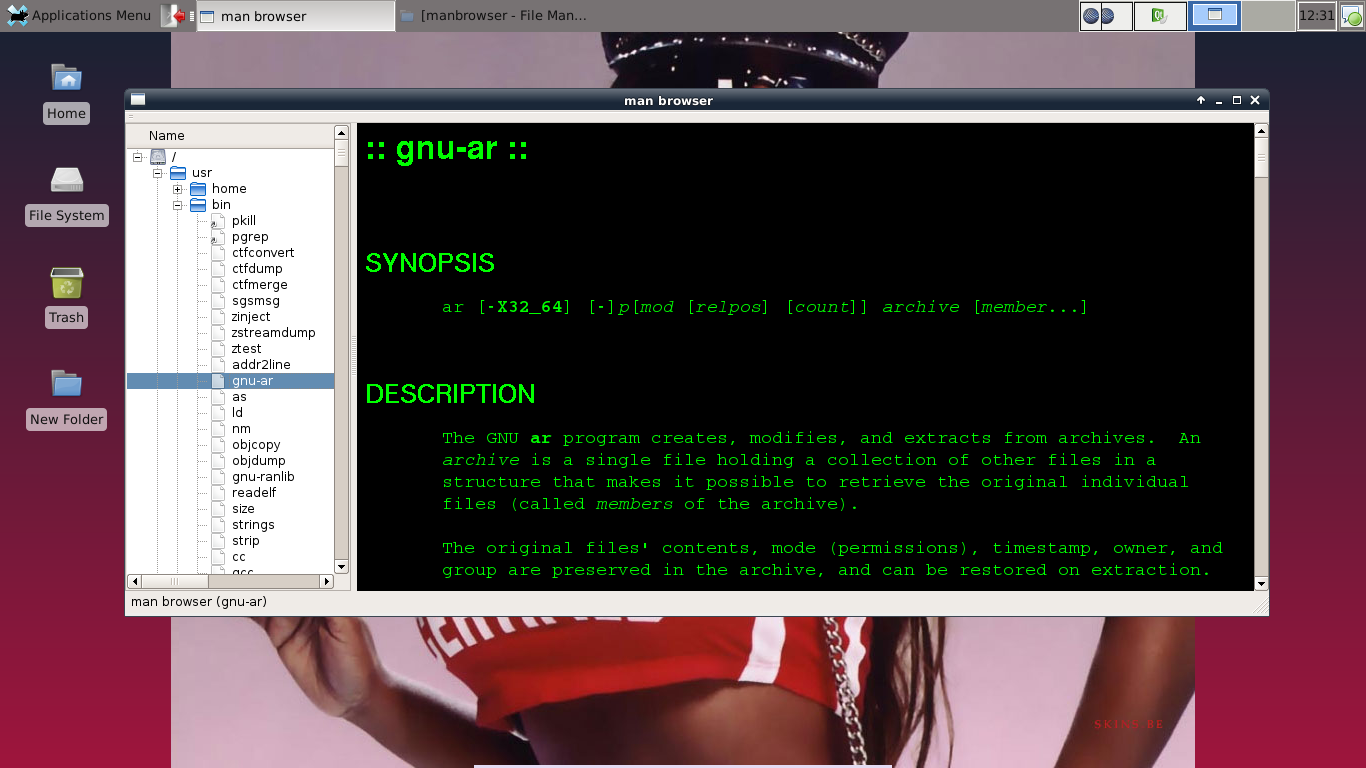 Applications Menu
man browser
[manbrowser - File Man...
12:31
Home
File System
Trash
New Folder
man browser
Name
/
usr
home
bin
pkill
pgrep
ctfconvert
ctfdump
ctfmerge
sgsmsg
zinject
zstreamdump
ztest
addr2line
gnu-ar
as
ld
nm
objcopy
objdump
gnu-ranlib
readelf
size
strings
strip
cc
gcc
:: gnu-ar ::
SYNOPSIS
ar [-X32_64] [-]p[mod [relpos] [count]] archive [member...]
DESCRIPTION
The GNU ar program creates, modifies, and extracts from archives.  An
archive is a single file holding a collection of other files in a
structure that makes it possible to retrieve the original individual
files (called members of the archive).
The original files' contents, mode (permissions), timestamp, owner, and
group are preserved in the archive, and can be restored on extraction.
man browser (gnu-ar)
SKINS.BE